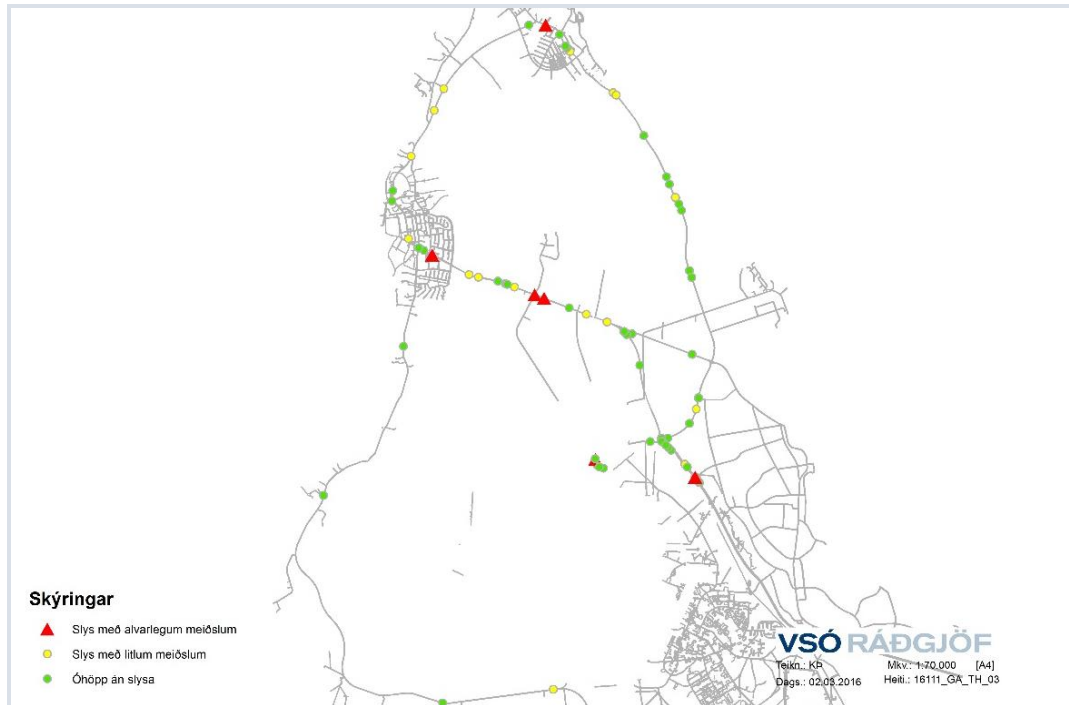 Skýringar
Slys með alvarlegum meiðslum
Slys með litlum meiðslum
Óhöpp án slysa
VSÓ RÁÐGJÖF
Teikn.: KÞ Mkv.: 1:70.000 [A4]
Dags.: 02.03.2016 Heiti.: 16111_GA_TH_03